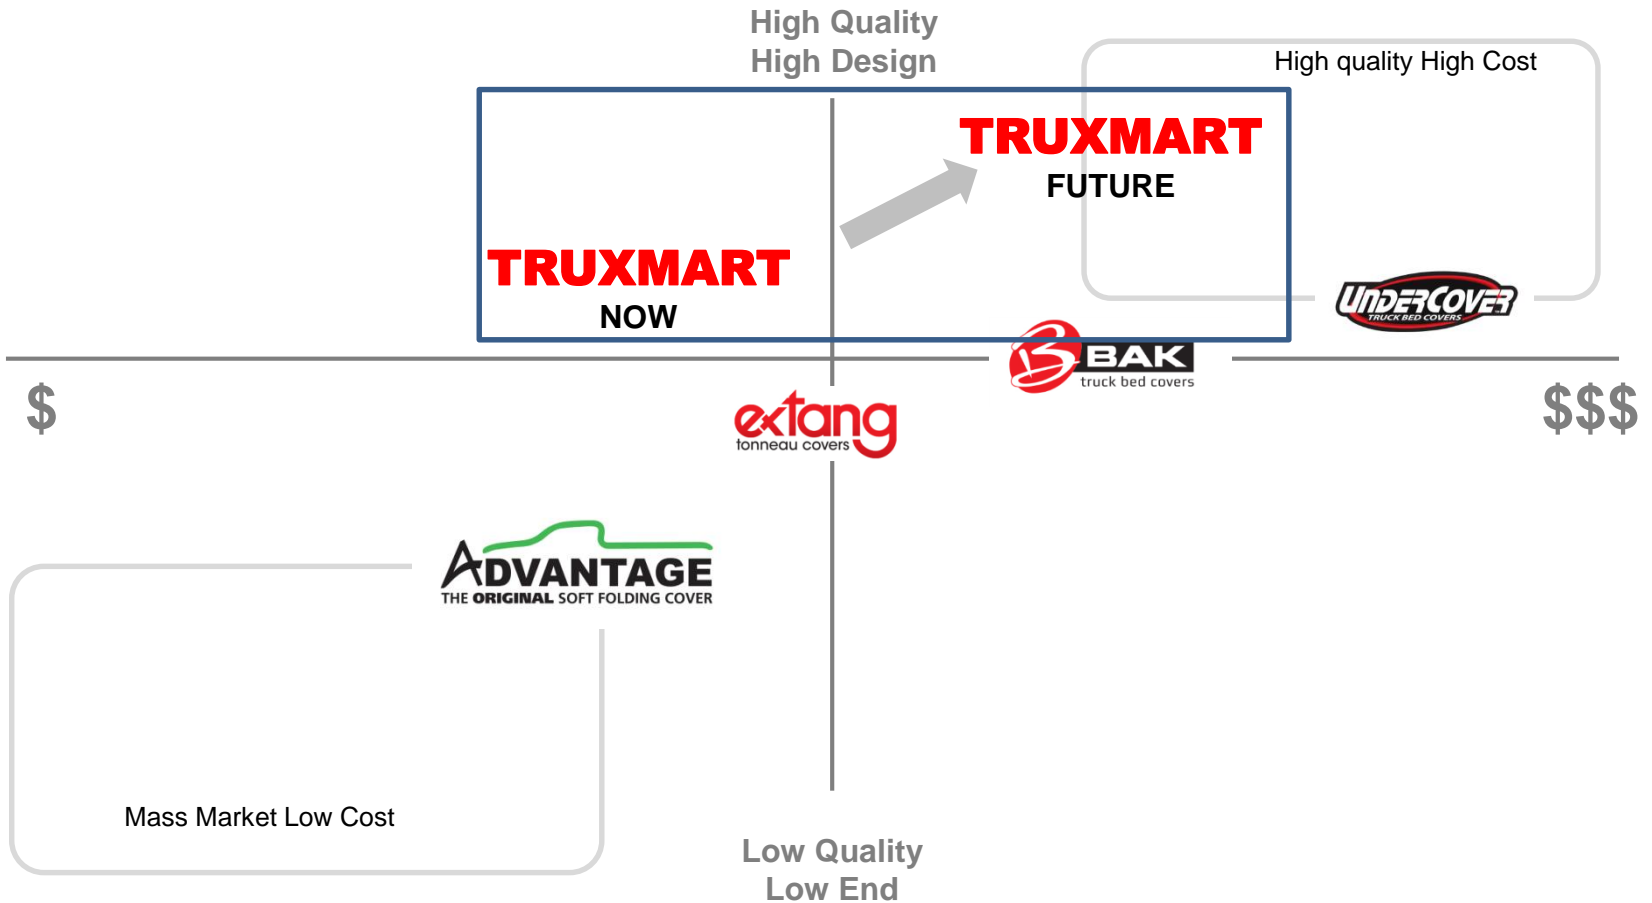 High Quality
High Design
High quality High Cost
TRUXMART
FUTURE
TRUXMART
NOW
UNDERCOVER
TRUCK BED COVERS
B BAK
truck bed covers
$
$$$
extang
tonneau covers
ADVANTAGE
THE ORIGINAL SOFT FOLDING COVER
Mass Market Low Cost
Low Quality
Low End